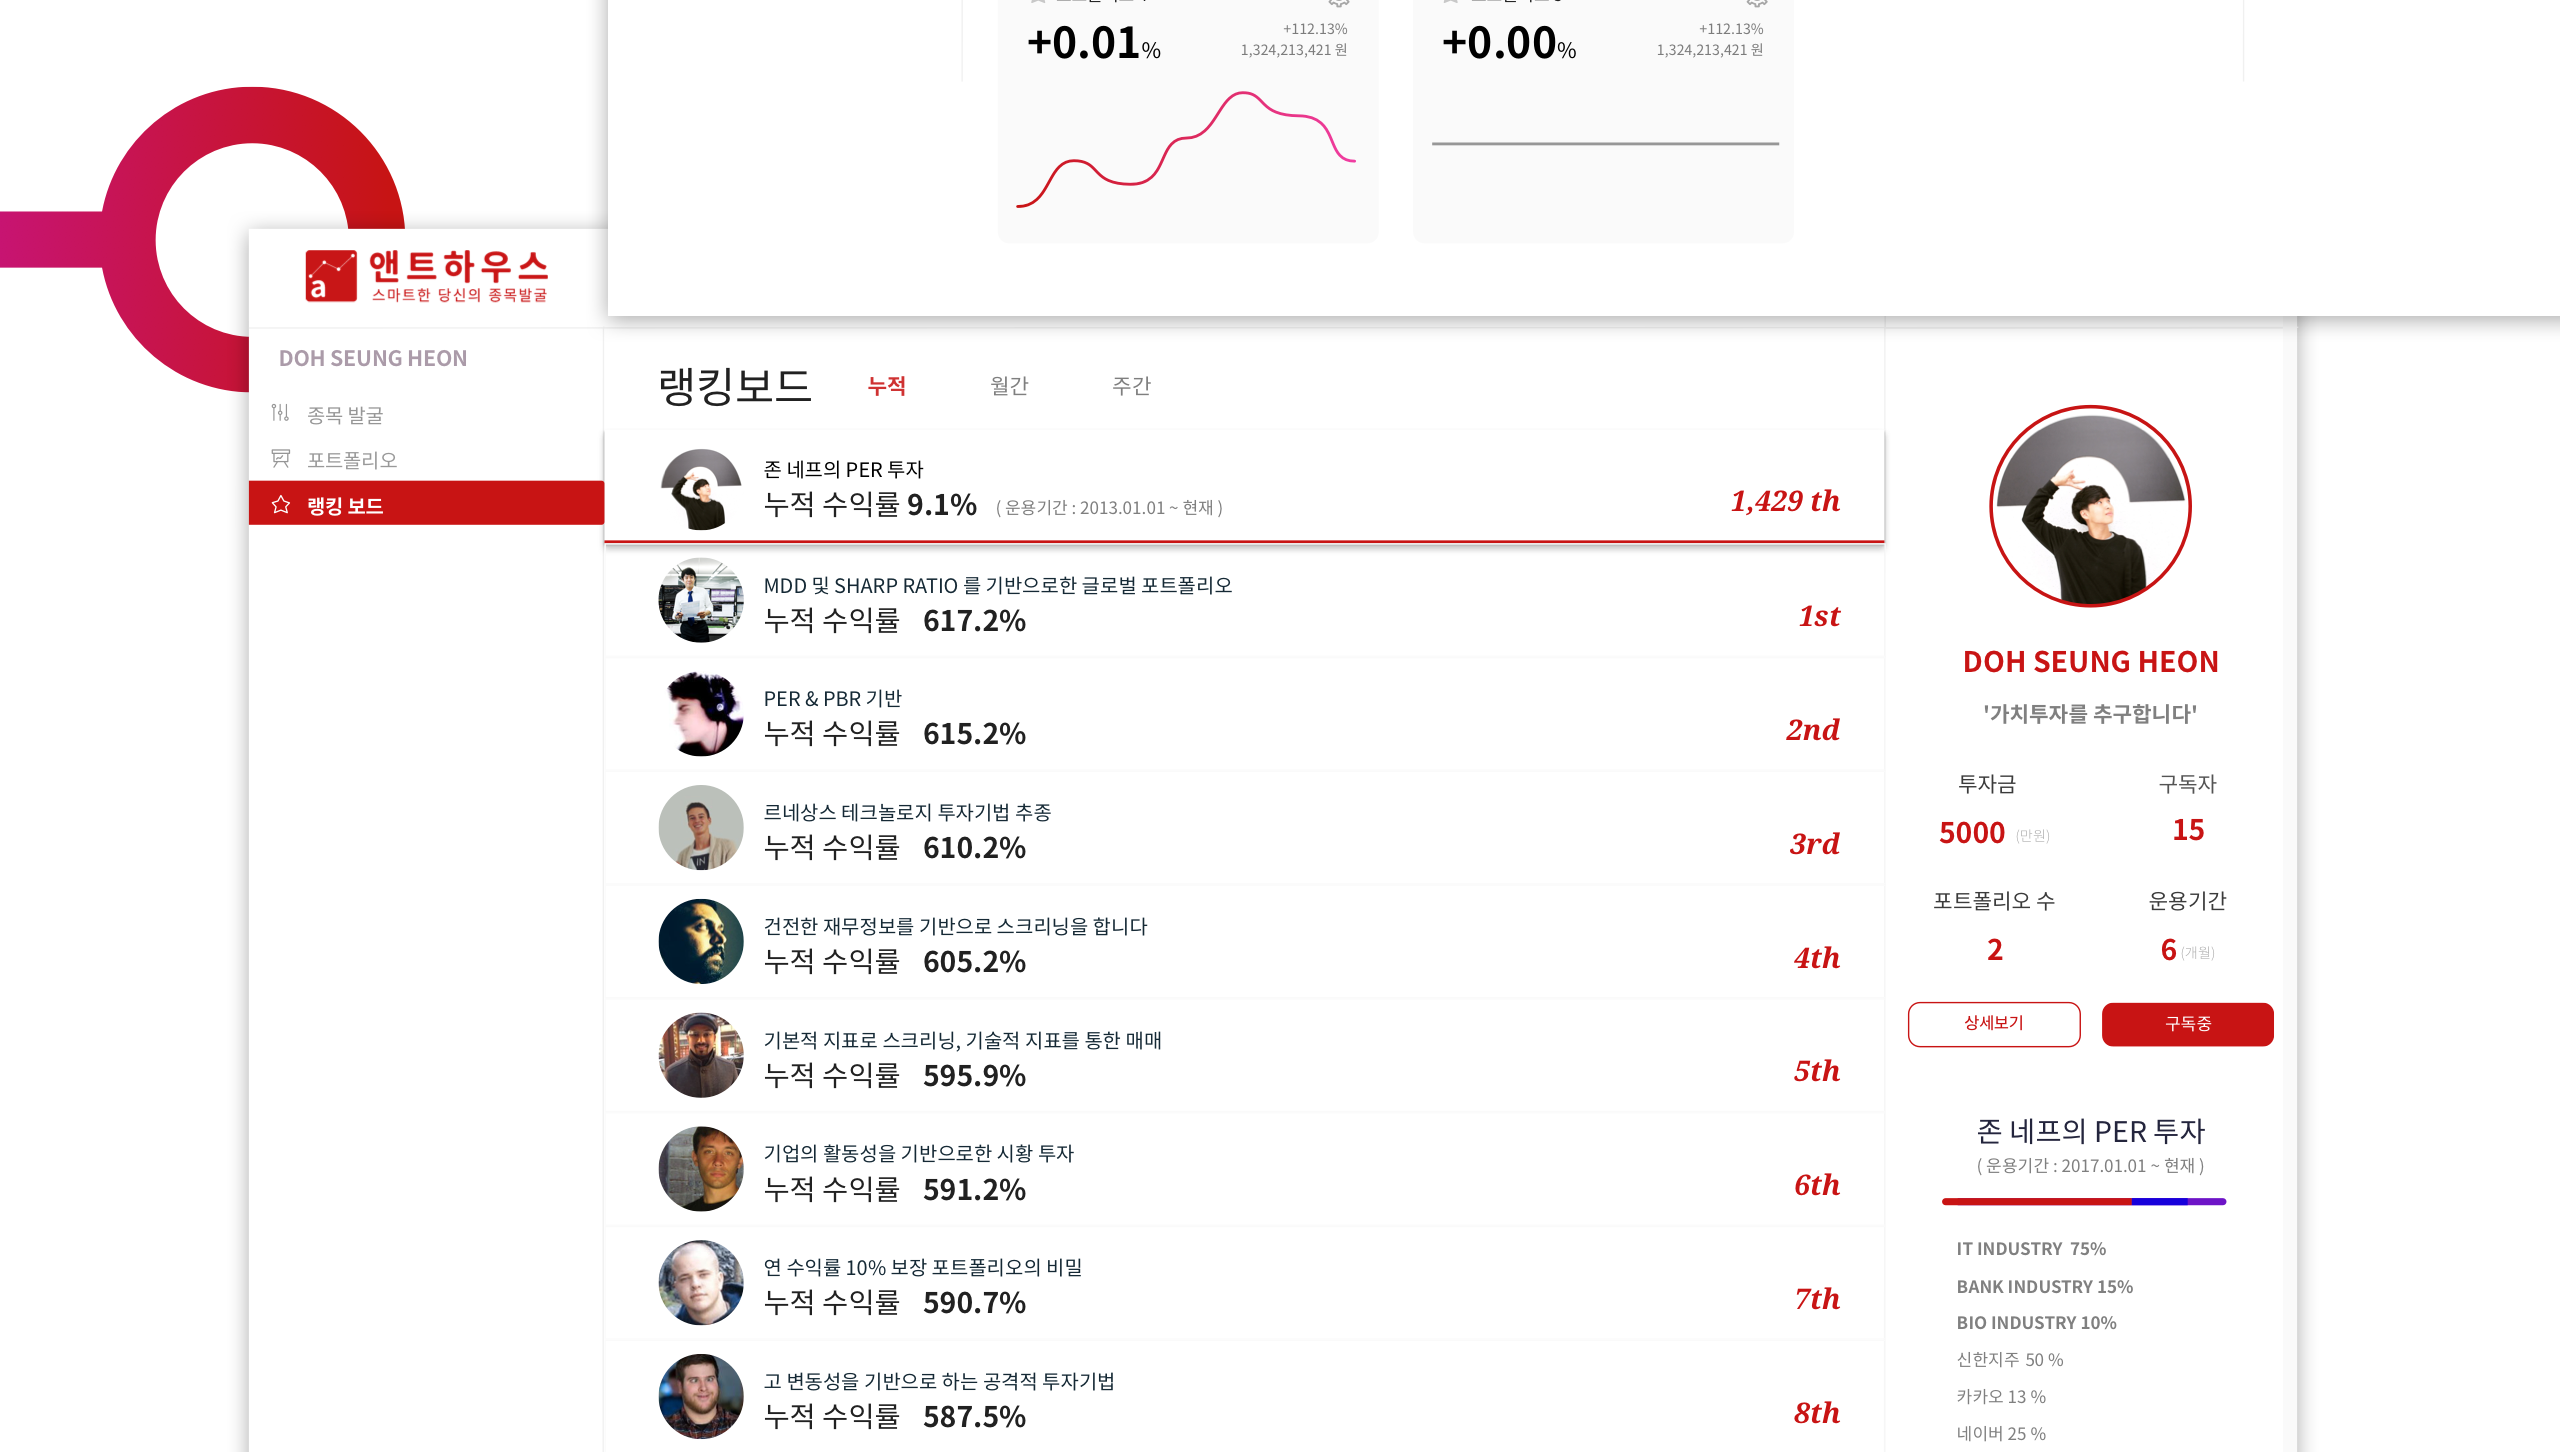 +0.01%
+112.13%
1,324,213,421 원
+0.00%
+112.13%
1,324,213,421 원
a
앤트하우스
스마트한 당신의 종목발굴
DOH SEUNG HEON
종목 발굴
포트폴리오
랭킹 보드
랭킹보드 누적 월간 주간
존 네프의 PER 투자
누적 수익률 9.1% ( 운용기간 : 2013.01.01 ~ 현재 )
1,429 th
MDD 및 SHARP RATIO 를 기반으로한 글로벌 포트폴리오
누적 수익률 617.2%
1st
PER & PBR 기반
누적 수익률 615.2%
2nd
르네상스 테크놀로지 투자기법 추종
누적 수익률 610.2%
3rd
건전한 재무정보를 기반으로 스크리닝을 합니다
누적 수익률 605.2%
4th
기본적 지표로 스크리닝, 기술적 지표를 통한 매매
누적 수익률 595.9%
5th
기업의 활동성을 기반으로한 시황 투자
누적 수익률 591.2%
6th
연 수익률 10% 보장 포트폴리오의 비밀
누적 수익률 590.7%
7th
고 변동성을 기반으로 하는 공격적 투자기법
누적 수익률 587.5%
8th
DOH SEUNG HEON
'가치투자를 추구합니다'
투자금 구독자
5000 (만원) 15
포트폴리오 수 운용기간
2 6 (개월)
상세보기 구독중
존 네프의 PER 투자
( 운용기간 : 2017.01.01 ~ 현재 )
IT INDUSTRY 75%
BANK INDUSTRY 15%
BIO INDUSTRY 10%
신한지주 50 %
카카오 13 %
네이버 25 %